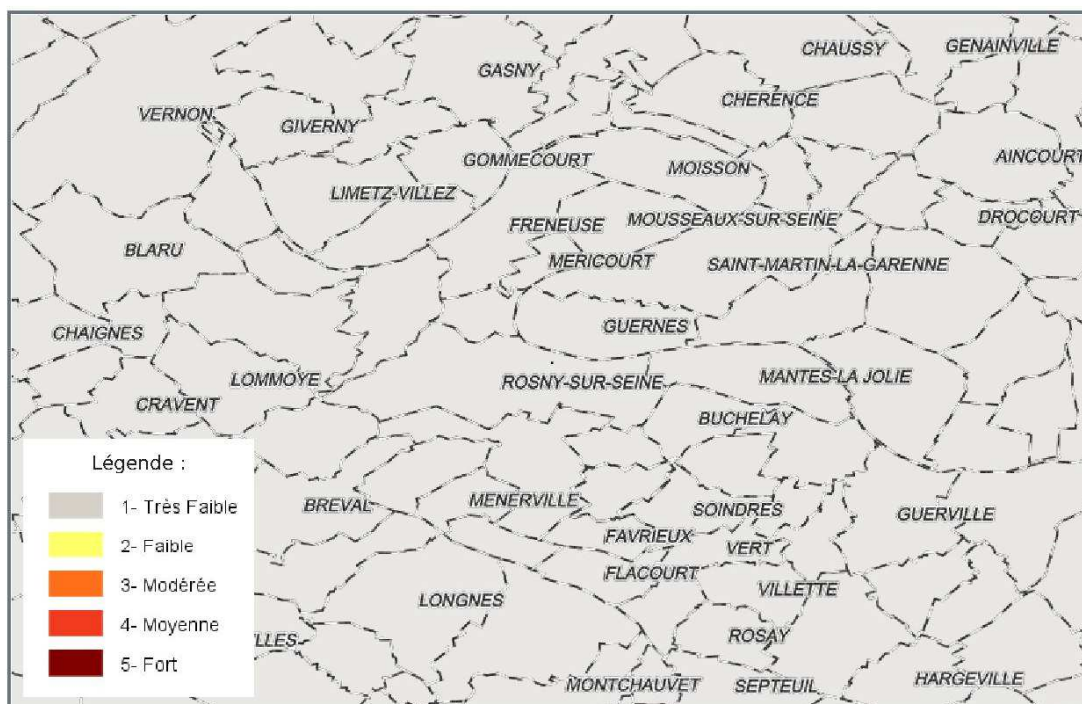 CHAUSSY
GENAINVILLE
GASNY
CHERENCE
VERNON
GIVERNY
GOMMECOURT
MOISSON
AINCOURT
LIMETZ-VILLEZ
FRENEUSE
MOUSSEAUX-SUR-SEINE
DROCOURT
BLARU
MERICOURT
SAINT-MARTIN-LA-GARENNE
CHAIGNES
GUERNES
LOMMOYE
ROSNY-SUR-SEINE
MANTES-LA JOLIE
CRAVENT
BUCHELAY
Légende :
1- Très Faible
2- Faible
3- Modérée
4- Moyenne
5- Fort
BREVAL
MENERVILLE
SOINDRES
GUERVILLE
FAVRIEUX
VERT
FLACOURT
VILLETTE
LONGNES
ROSAY
ILLES
MONTCHAUVET
SEPTEUIL
HARGEVILLE